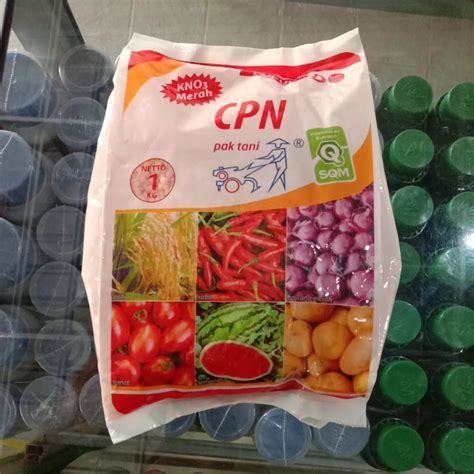 KNO3
Merah
CPN
pak tani
®
NETTO
1
KG
Q
SQM